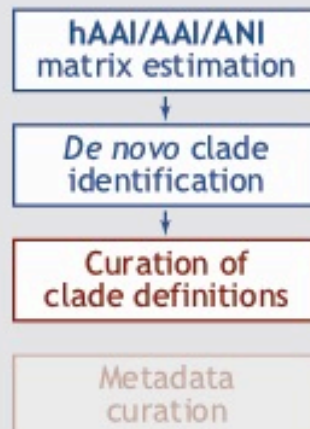 hAAI/AAI/ANI
matrix estimation
De novo clade
identification
Curation of
clade definitions
Metadata
curation